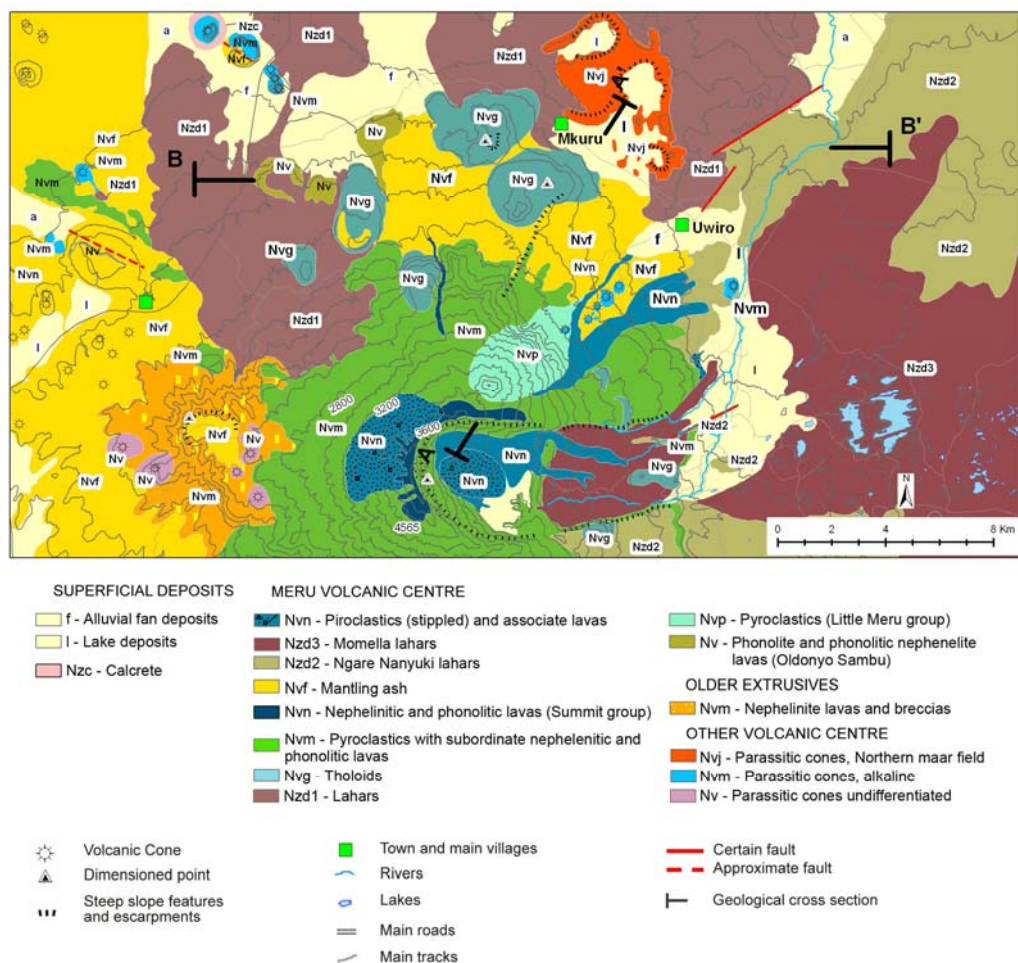 Nzc
a
Nvm
Nzd1
Nvf
f
Nvm
Nzd1
f
Nzd1
l
Nvj
A'
a
Nzd2
Nvf
Nvm
Nzd1
Nvm
Nzd1
B
Nv
Nvg
Nv
Nv
Nvf
Mkuru
l
Nvj
B'
Nzd1
a
Nvm
Nvn
Nv
Nvg
Nvg
Nvf
Nvn
Nvf
f
Uwiro
Nzd2
Nvg
Nvg
Nzd1
Nvn
l
Nvm
l
Nvf
Nvm
Nvm
Nvp
2800
3200
3600
Nvm
Nvn
l
Nzd3
Nvf
Nv
Nv
Nv
Nvf
Nvm
A
Nvn
Nvn
Nzd2
Nvm
Nzd2
Nvg
4565
Nvg
Nzd2
N
0 2 4 8 Km
SUPERFICIAL DEPOSITS
f - Alluvial fan deposits
l - Lake deposits
Nzc - Calcrete
MERU VOLCANIC CENTRE
Nvn - Piroclastics (stippled) and associate lavas
Nzd3 - Momella lahars
Nzd2 - Ngare Nanyuki lahars
Nvf - Mantling ash
Nvn - Nephelinitic and phonolitic lavas (Summit group)
Nvm - Pyroclastics with subordinate nephelenitic and
phonolitic lavas
Nvg - Tholoids
Nzd1 - Lahars
Nvp - Pyroclastics (Little Meru group)
Nv - Phonolite and phonolitic nephenelite
lavas (Oldonyo Sambu)
OLDER EXTRUSIVES
Nvm - Nephelinite lavas and breccias
OTHER VOLCANIC CENTRE
Nvj - Parassitic cones, Northern maar field
Nvm - Parassitic cones, alkaline
Nv - Parassitic cones undifferentiated
Volcanic Cone
Dimensioned point
Steep slope features
and escarpments
Town and main villages
Rivers
Lakes
Main roads
Main tracks
Certain fault
Approximate fault
Geological cross section